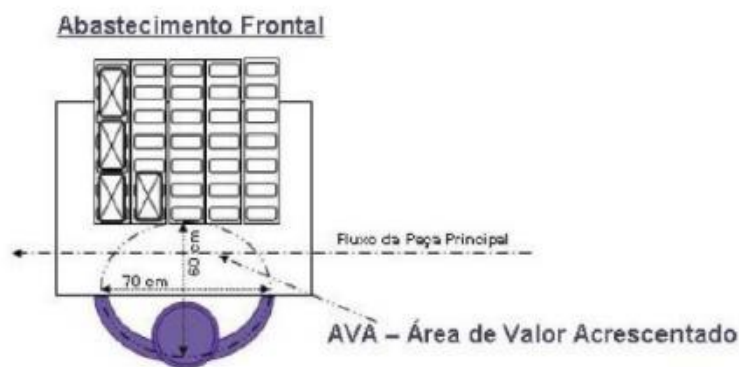 Abastecimento Frontal
Fluxo da Peça Principal
60 cm
70 cm
AVA – Área de Valor Acrescentado